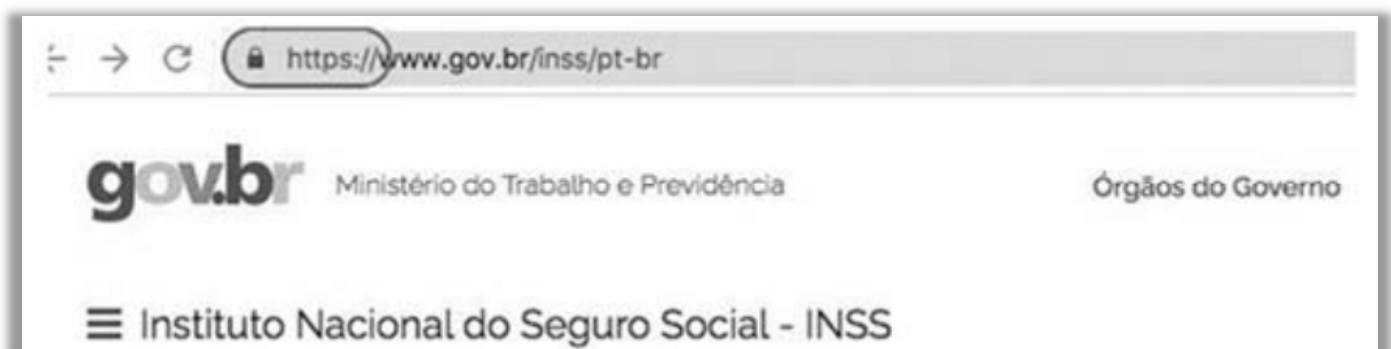 https://www.gov.br/inss/pt-br
gov.br Ministério do Trabalho e Previdência Órgãos do Governo
Instituto Nacional do Seguro Social - INSS